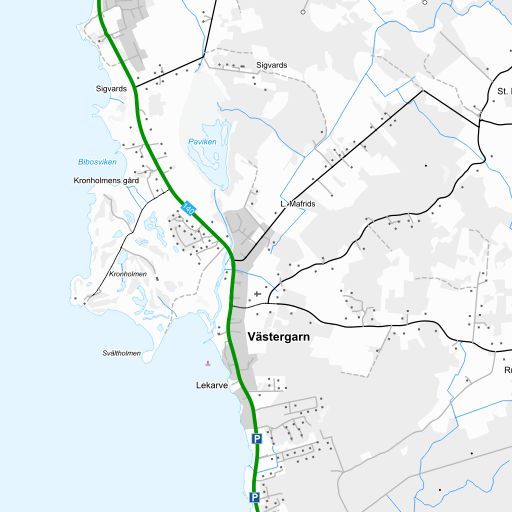 Sigvards
Sigvards
St.
Paviken
Bibosviken
Kronholmens gård
L. Mafrids
140
Kronholmen
Västergarn
Svältholmen
Lekarve
P
P